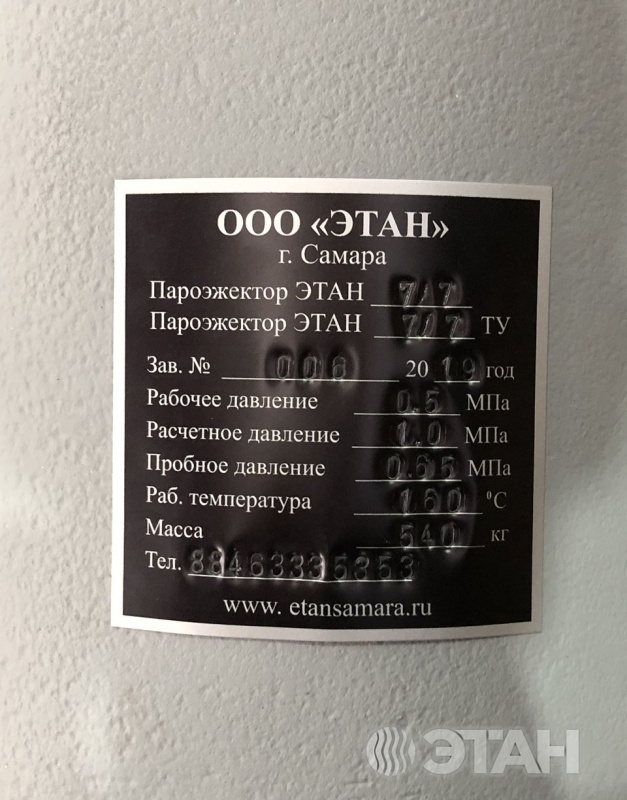 ООО «ЭТАН»
г. Самара
Пароэжектор ЭТАН 7/7
Пароэжектор ЭТАН 7/7 ТУ
Зав. № 006 2019 год
Рабочее давление 0.5 МПа
Расчетное давление 1.0 МПа
Пробное давление 0.65 МПа
Раб. температура 160 ⁰С
Масса 540 кг
Тел. 88463335353
www. etansamara.ru
ЭТАН